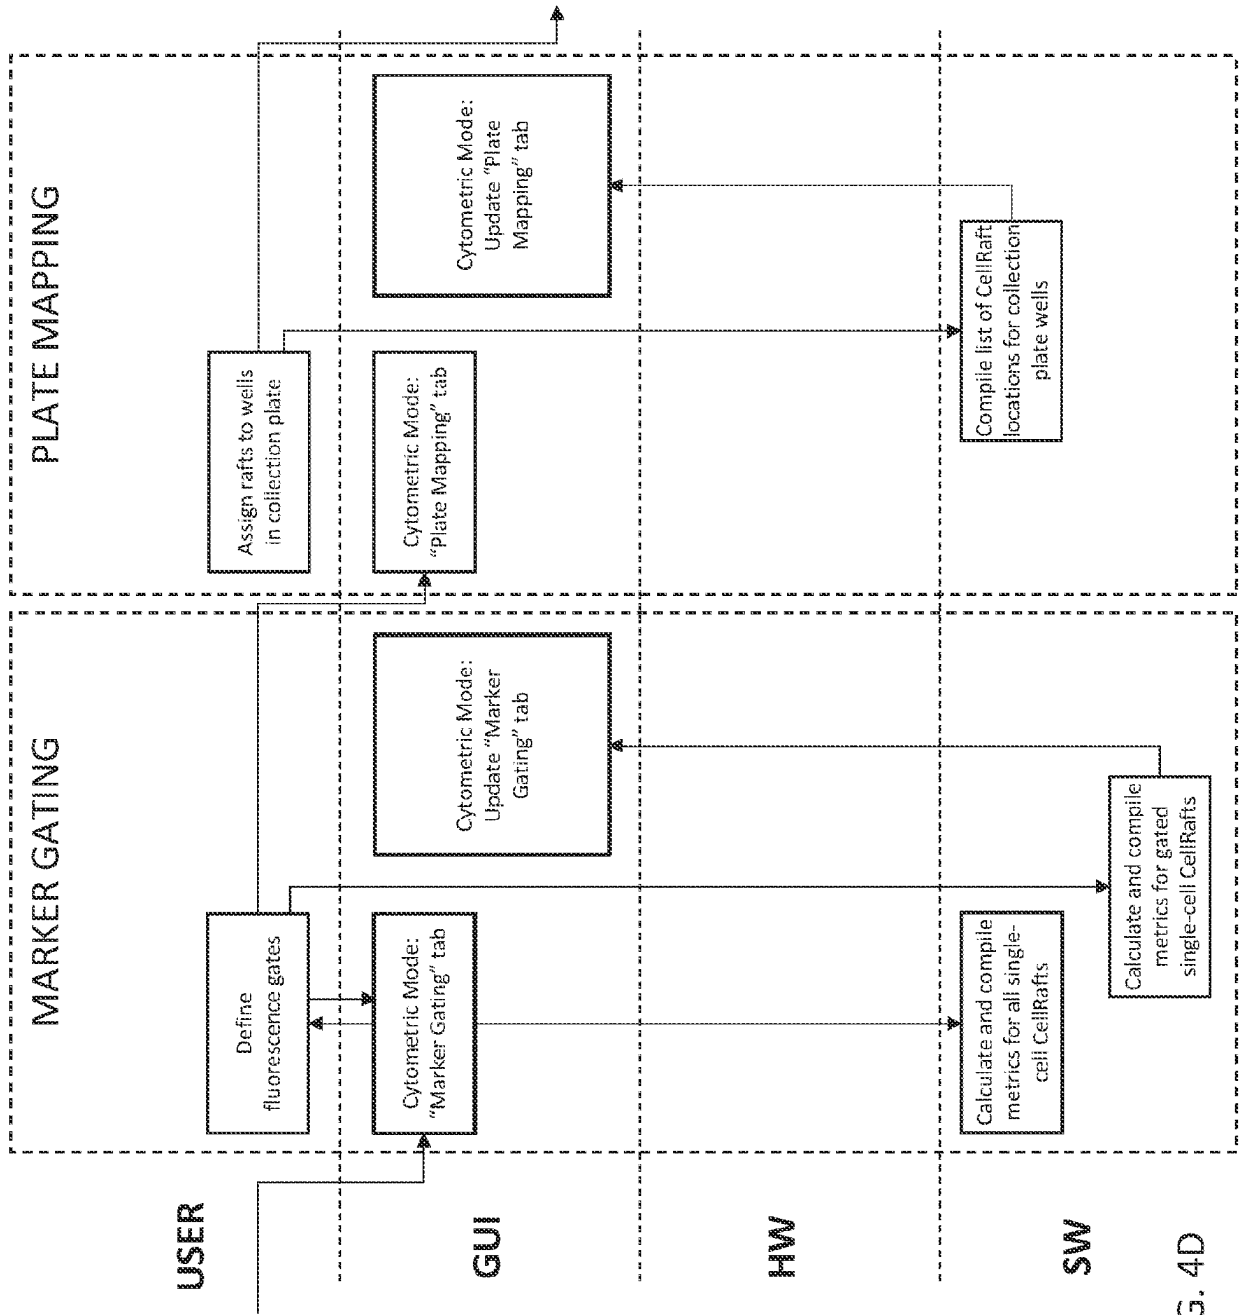 MARKER GATING
PLATE MAPPING
USER
Define
fluorescence gates
Assign rafts to wells
in collection plate
GUI
Cytometric Mode:
"Marker Gating" tab
Cytometric Mode:
Update "Marker
Gating" tab
Cytometric Mode:
"Plate Mapping" tab
Cytometric Mode:
Update "Plate
Mapping" tab
HW
SW
Calculate and compile
metrics for all single-
cell CellRafts
Calculate and compile
metrics for gated
single-cell CellRafts
Compile list of CellRaft
locations for collection
plate wells
G. 4D